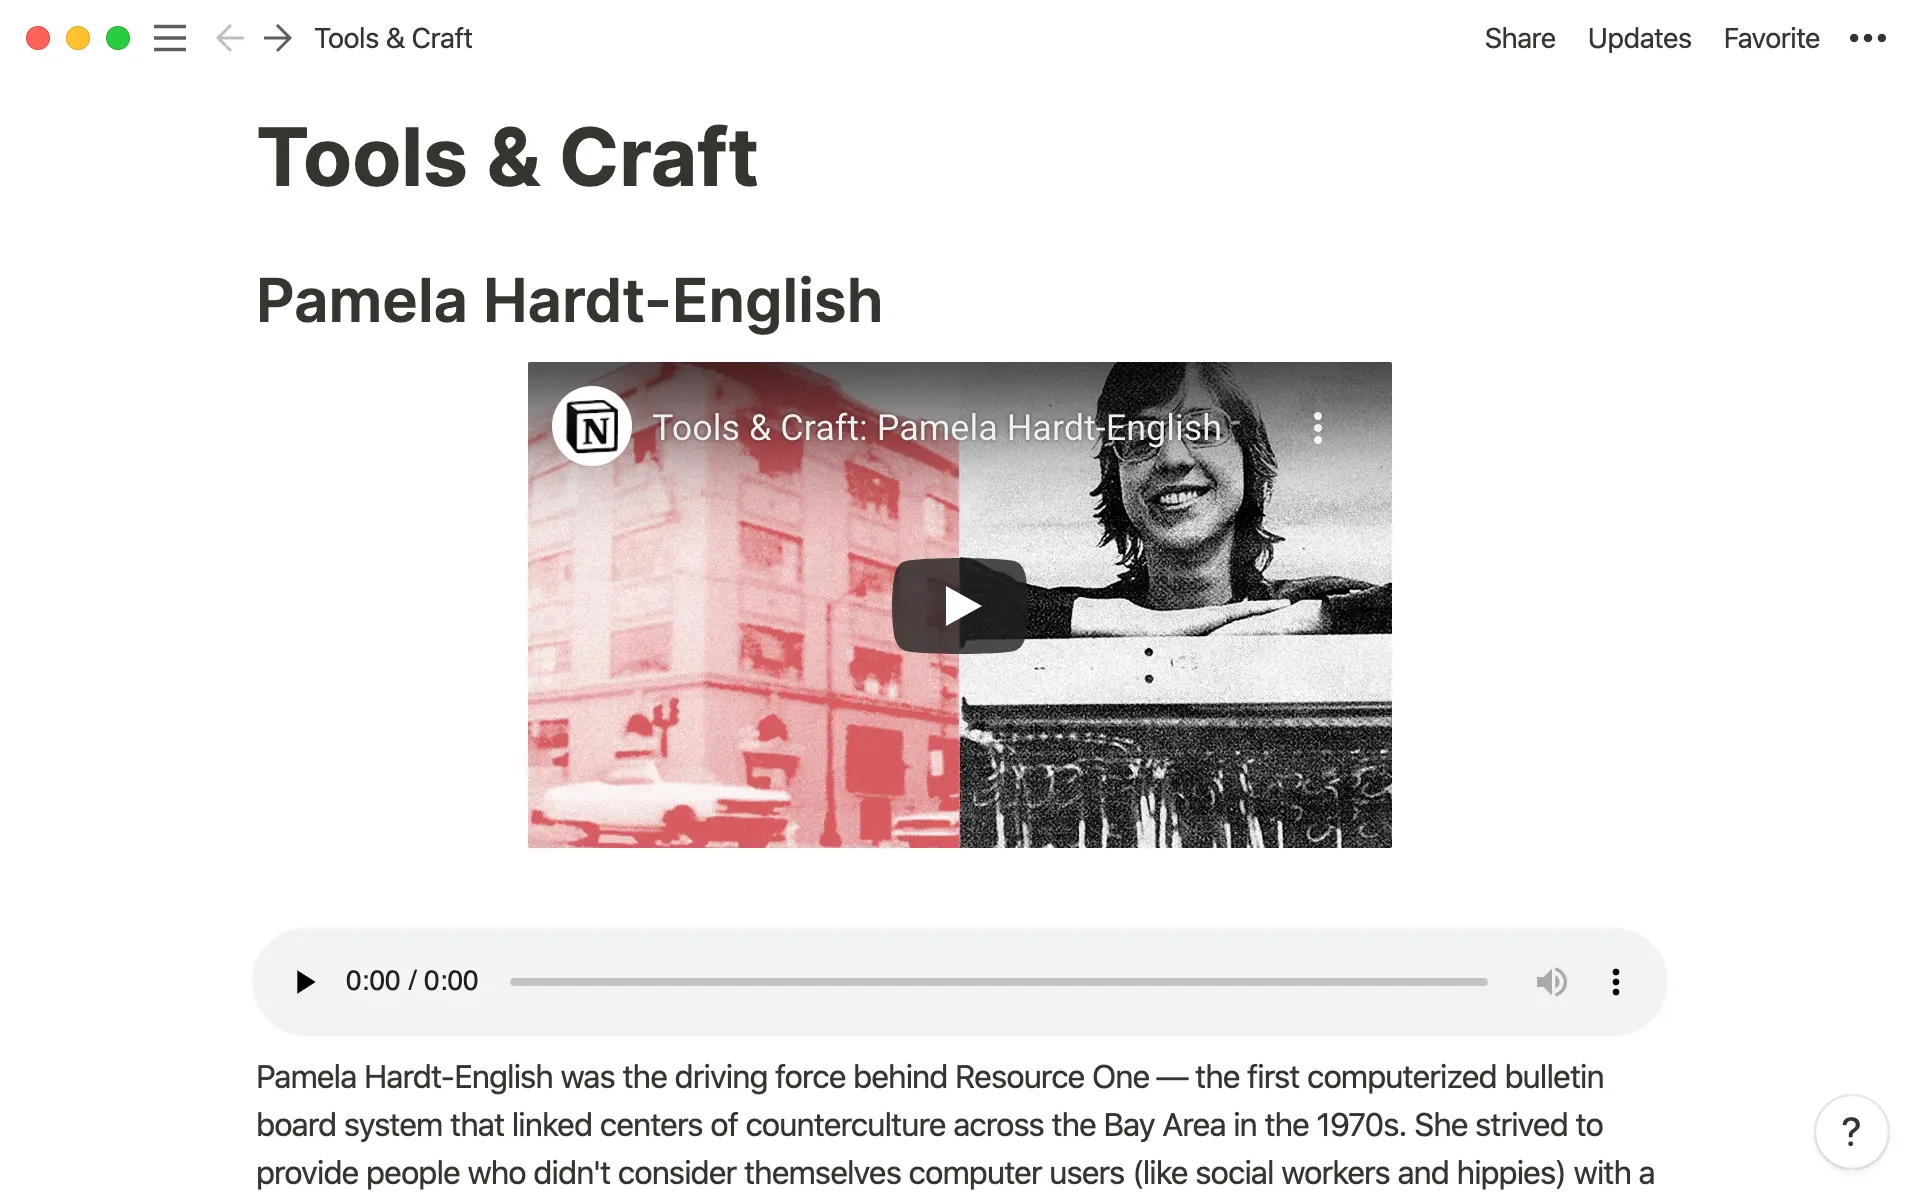 Tools & Craft
Share Updates Favorite
Tools & Craft
Pamela Hardt-English
N Tools & Craft: Pamela Hardt-English
0:00 / 0:00
Pamela Hardt-English was the driving force behind Resource One — the first computerized bulletin
board system that linked centers of counterculture across the Bay Area in the 1970s. She strived to
provide people who didn't consider themselves computer users (like social workers and hippies) with a
?